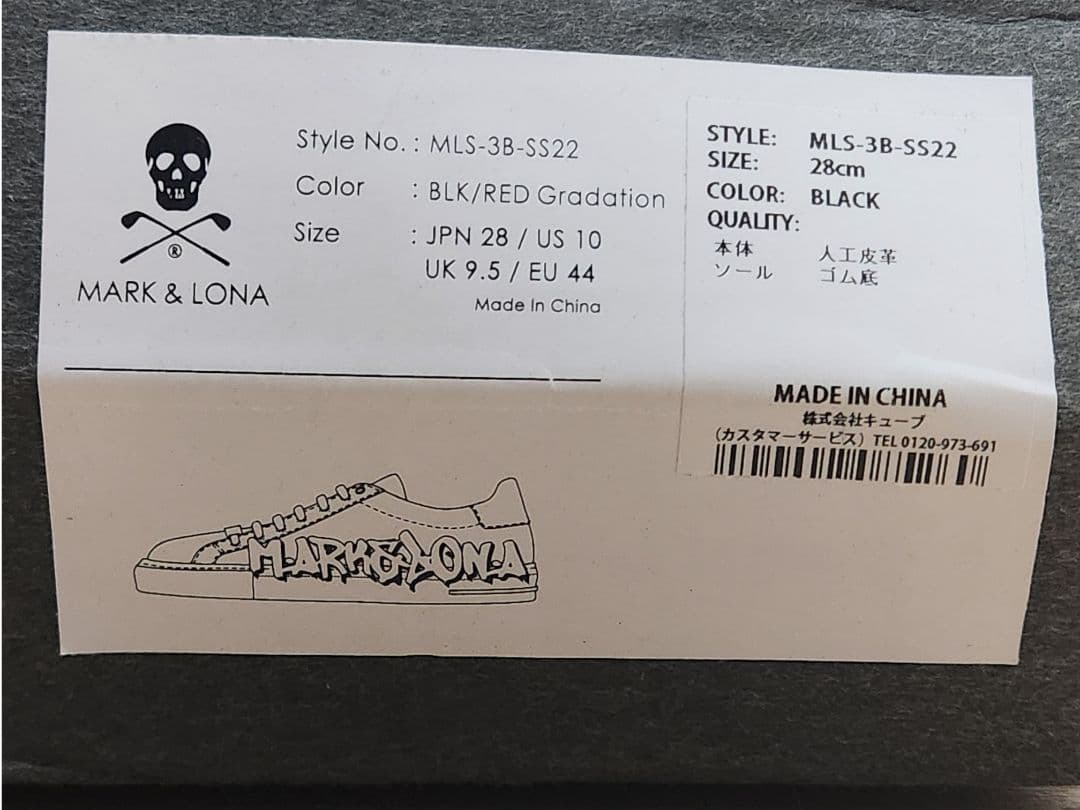 ®
MARK & LONA
Style No. : MLS-3B-SS22
Color : BLK/RED Gradation
Size : JPN 28 / US 10
UK 9.5 / EU 44
Made In China
MARK&LONA
STYLE: MLS-3B-SS22
SIZE: 28cm
COLOR: BLACK
QUALITY:
本体 人工皮革
ソール ゴム底
MADE IN CHINA
株式会社キューブ
(カスタマーサービス) TEL 0120-973-691